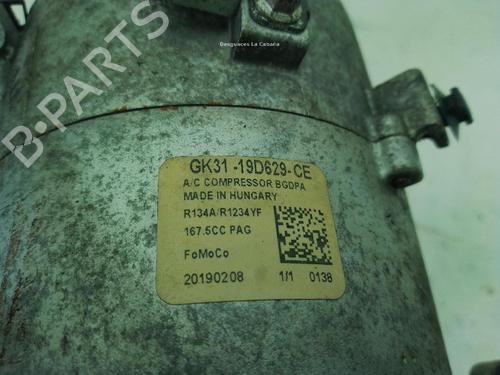 Desguaces La Cabaña
B-PARTS
GK31-19D629-CE
A/C COMPRESSOR BGDPA
MADE IN HUNGARY
R134A/R1234YF
167.5CC PAG
FoMoCo
20190208 1/1 0138